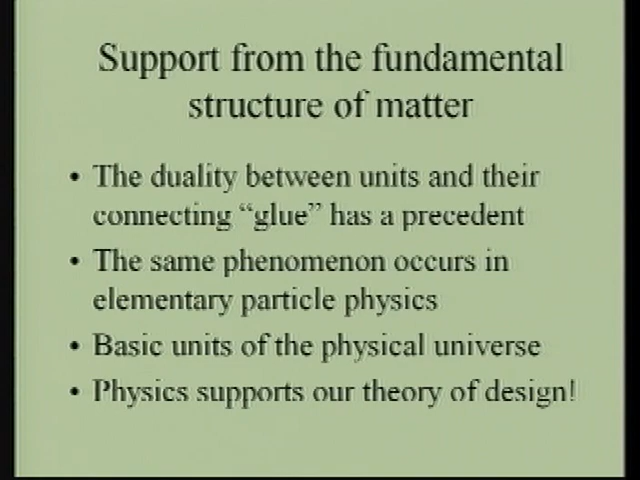 Support from the fundamental
structure of matter
• The duality between units and their
connecting “glue” has a precedent
• The same phenomenon occurs in
elementary particle physics
• Basic units of the physical universe
• Physics supports our theory of design!